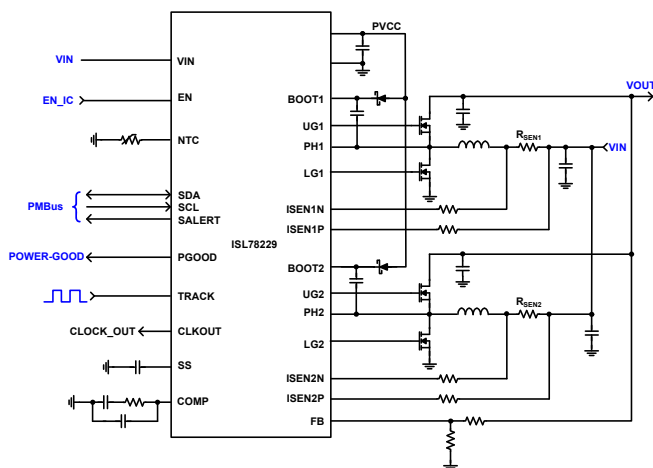 PVCC
VIN
VIN
EN_IC
EN
NTC
PMBus
SDA
SCL
SALERT
POWER-GOOD
PGOOD
TRACK
CLOCK_OUT
CLKOUT
SS
COMP
ISL78229
BOOT1
UG1
PH1
LG1
ISEN1N
ISEN1P
BOOT2
UG2
PH2
LG2
ISEN2N
ISEN2P
FB
VOUT
RSEN1
VIN
RSEN2